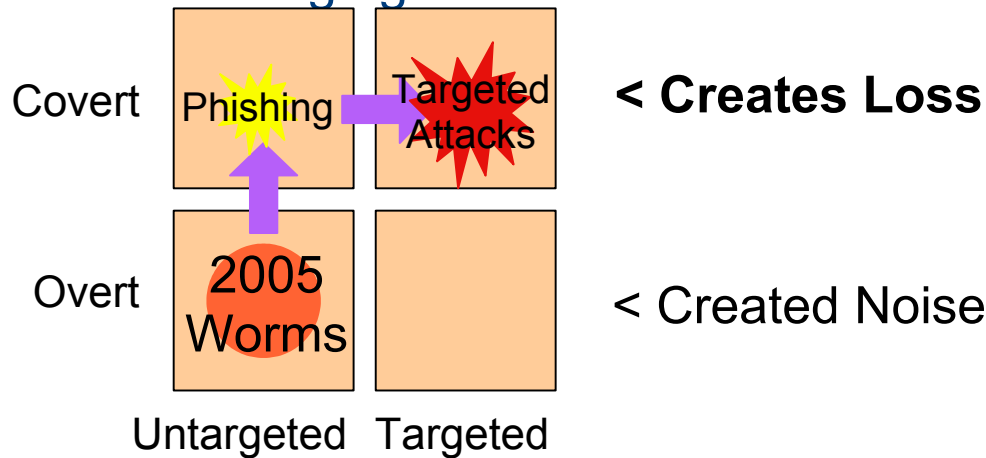 Covert
Phishing
Targeted
Attacks
< Creates Loss
Overt
2005
Worms
< Created Noise
Untargeted Targeted